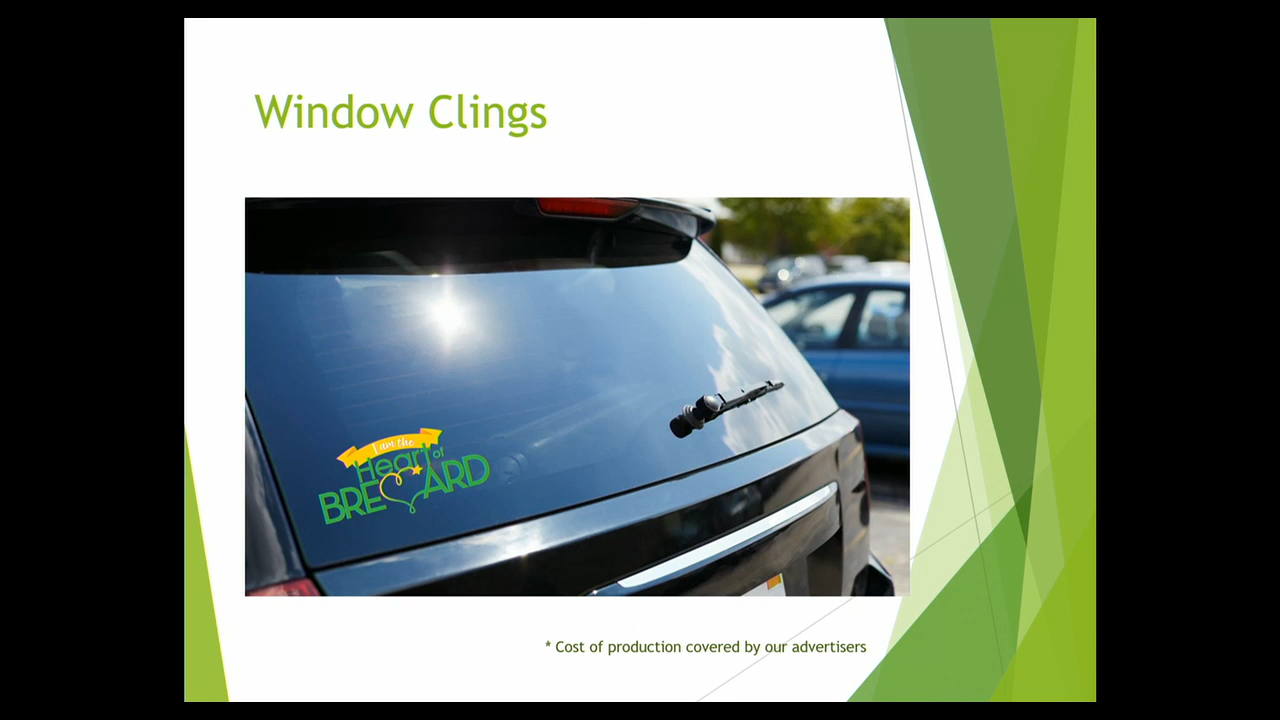 Window Clings
I am the
Heart of
BREVARD
* Cost of production covered by our advertisers